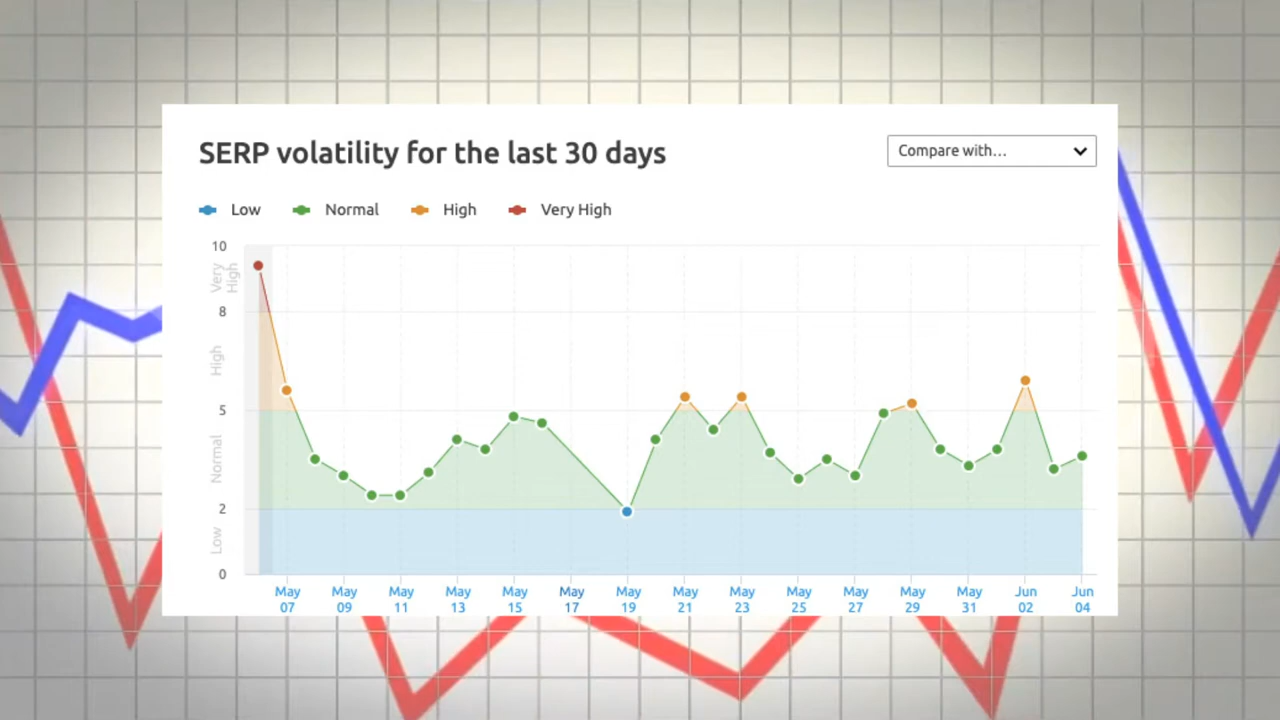 SERP volatility for the last 30 days
Compare with...
Low Normal High Very High
10
Very
High
8
High
5
Normal
2
Low
0
May May May May May May May May May May May May Jun Jun
07 09 11 13 15 17 19 21 23 25 27 29 31 02 04